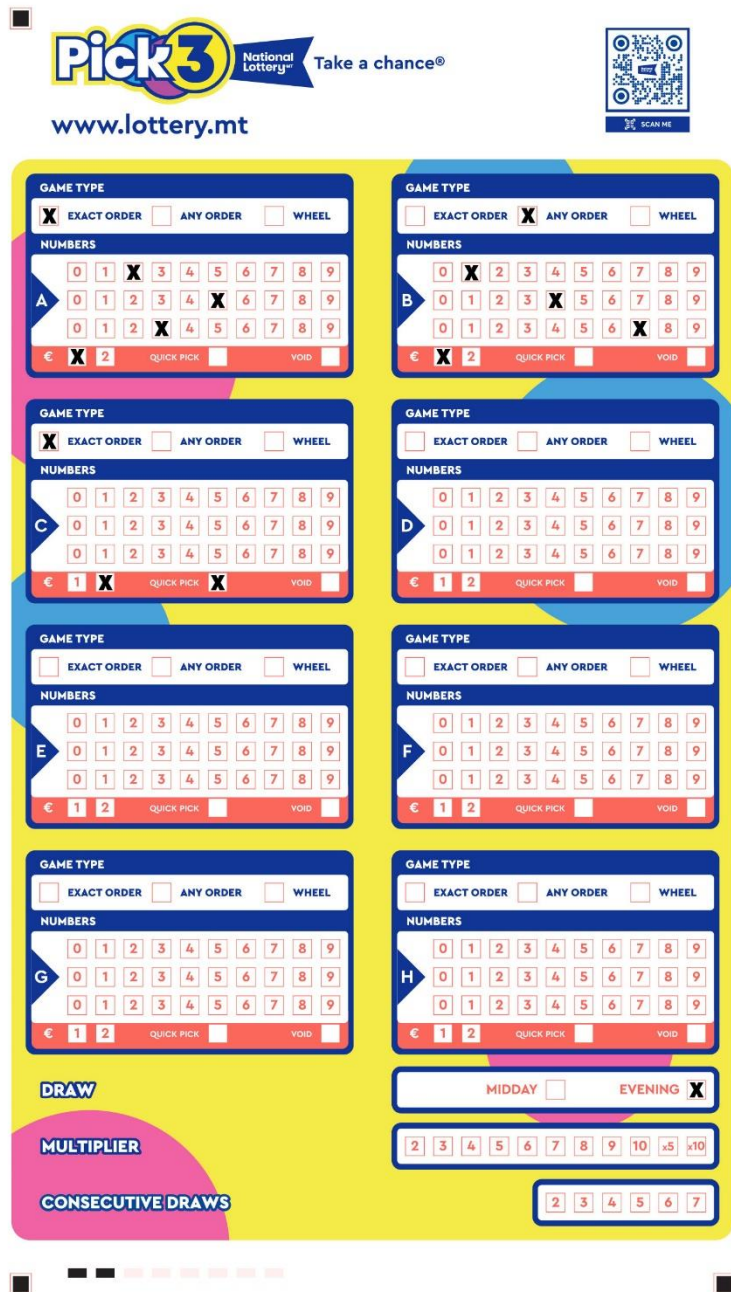 Pick3
National Lottery MT
Take a chance®
www.lottery.mt
SCAN ME
GAME TYPE
X EXACT ORDER ANY ORDER WHEEL
NUMBERS
A
0 1 X 3 4 5 6 7 8 9
0 1 2 3 4 X 6 7 8 9
0 1 2 X 4 5 6 7 8 9
€ X 2 QUICK PICK VOID
GAME TYPE
EXACT ORDER X ANY ORDER WHEEL
NUMBERS
B
0 X 2 3 4 5 6 7 8 9
0 1 2 3 X 5 6 7 8 9
0 1 2 3 4 5 6 X 8 9
€ X 2 QUICK PICK VOID
GAME TYPE
X EXACT ORDER ANY ORDER WHEEL
NUMBERS
C
0 1 2 3 4 5 6 7 8 9
0 1 2 3 4 5 6 7 8 9
0 1 2 3 4 5 6 7 8 9
€ 1 X QUICK PICK X VOID
GAME TYPE
EXACT ORDER ANY ORDER WHEEL
NUMBERS
D
0 1 2 3 4 5 6 7 8 9
0 1 2 3 4 5 6 7 8 9
0 1 2 3 4 5 6 7 8 9
€ 1 2 QUICK PICK VOID
GAME TYPE
EXACT ORDER ANY ORDER WHEEL
NUMBERS
E
0 1 2 3 4 5 6 7 8 9
0 1 2 3 4 5 6 7 8 9
0 1 2 3 4 5 6 7 8 9
€ 1 2 QUICK PICK VOID
GAME TYPE
EXACT ORDER ANY ORDER WHEEL
NUMBERS
F
0 1 2 3 4 5 6 7 8 9
0 1 2 3 4 5 6 7 8 9
0 1 2 3 4 5 6 7 8 9
€ 1 2 QUICK PICK VOID
GAME TYPE
EXACT ORDER ANY ORDER WHEEL
NUMBERS
G
0 1 2 3 4 5 6 7 8 9
0 1 2 3 4 5 6 7 8 9
0 1 2 3 4 5 6 7 8 9
€ 1 2 QUICK PICK VOID
GAME TYPE
EXACT ORDER ANY ORDER WHEEL
NUMBERS
H
0 1 2 3 4 5 6 7 8 9
0 1 2 3 4 5 6 7 8 9
0 1 2 3 4 5 6 7 8 9
€ 1 2 QUICK PICK VOID
DRAW MIDDAY EVENING X
MULTIPLIER 2 3 4 5 6 7 8 9 10 x5 x10
CONSECUTIVE DRAWS 2 3 4 5 6 7